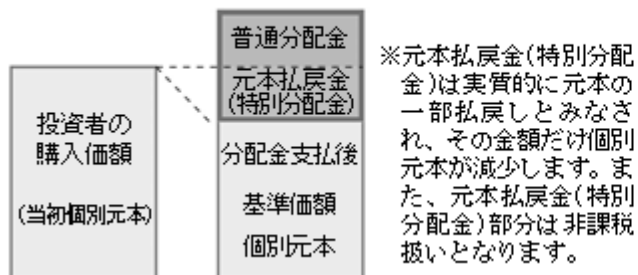 投資者の
購入価額
(当初個別元本)
普通分配金
元本払戻金
(特別分配金)
分配金支払後
基準価額
個別元本
※元本払戻金(特別分配
金)は実質的に元本の
一部払戻しとみなさ
れ、その金額だけ個別
元本が減少します。ま
た、元本払戻金(特別
分配金)部分は非課税
扱いとなります。